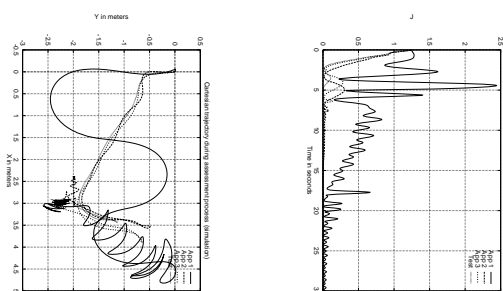 Cartesian trajectory during assessment process (simulation)
Y in meters
-3
-2.5
-2
-1.5
-1
-0.5
0
0.5
-0.5
0
0.5
1
1.5
2
2.5
3
3.5
4
4.5
5
X in meters
App 1
App 2
App 3
J
0
0.5
1
1.5
2
2.5
0
5
10
15
20
25
30
Time in seconds
App 1
App 2
App 3
Test